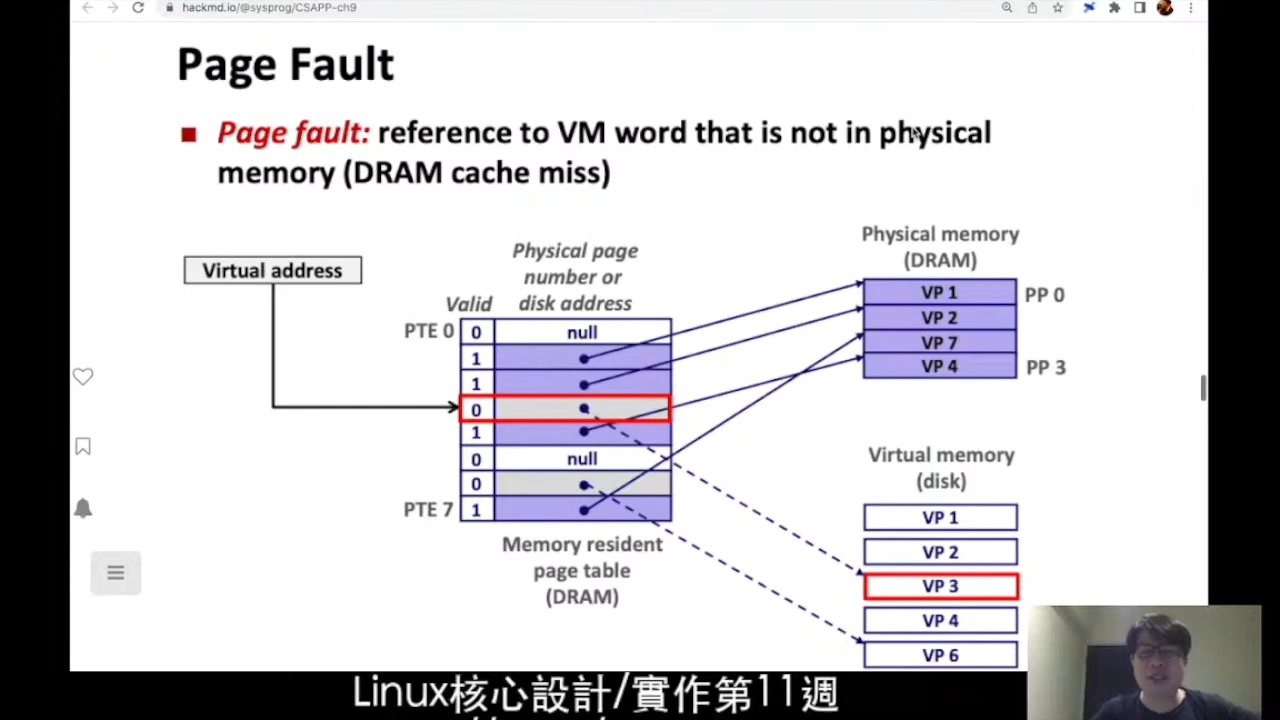 hackmd.io/@sysprog/CSAPP-ch9
Page Fault
Page fault: reference to VM word that is not in physical
memory (DRAM cache miss)
Virtual address
Physical page
number or
disk address
Valid
PTE 0
0
null
1
1
0
1
0
null
0
PTE 7
1
Memory resident
page table
(DRAM)
Physical memory
(DRAM)
VP 1
PP 0
VP 2
VP 7
VP 4
PP 3
Virtual memory
(disk)
VP 1
VP 2
VP 3
VP 4
VP 6
Linux核心設計/實作第11週